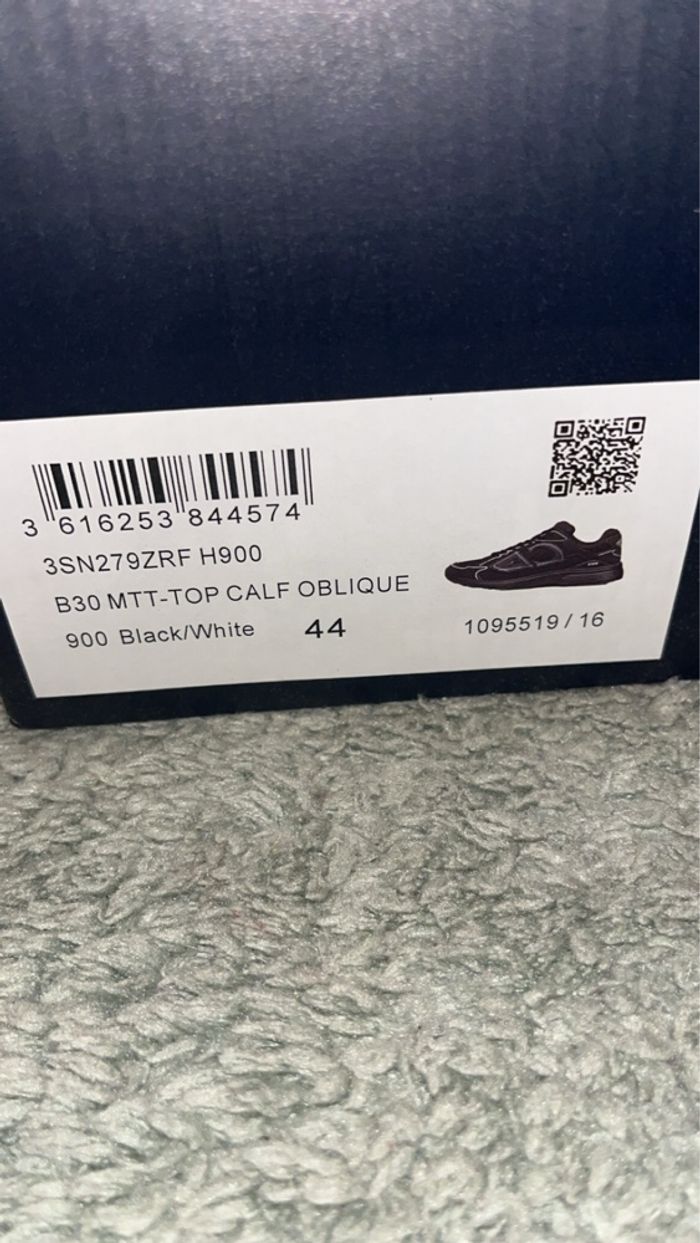 3 616253 844574
3SN279ZRF H900
B30 MTT-TOP CALF OBLIQUE
900 Black/White 44
1095519 / 16